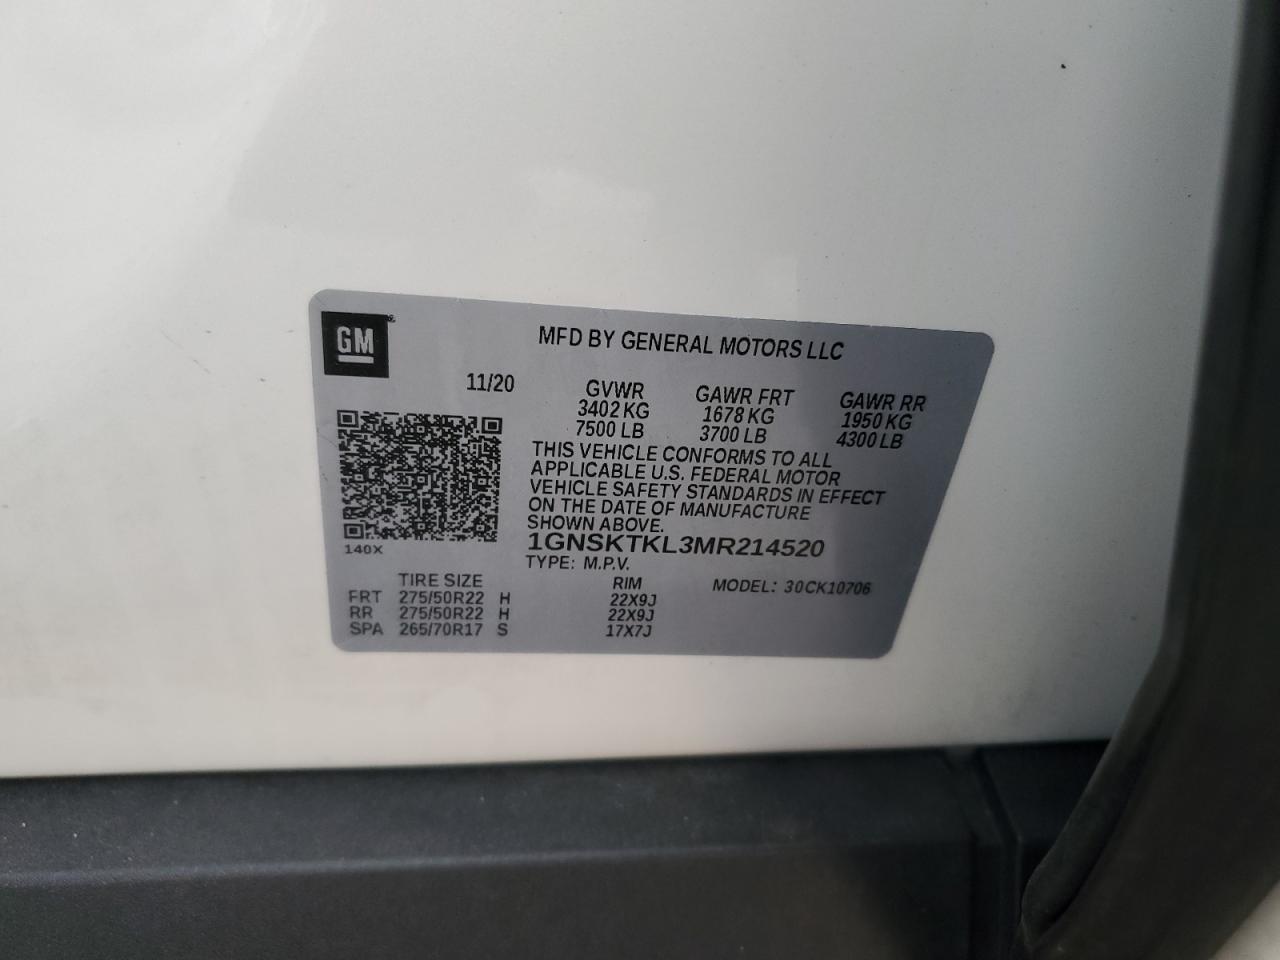 GM
MFD BY GENERAL MOTORS LLC
11/20
GVWR GAWR FRT GAWR RR
3402 KG 1678 KG 1950 KG
7500 LB 3700 LB 4300 LB
THIS VEHICLE CONFORMS TO ALL
APPLICABLE U.S. FEDERAL MOTOR
VEHICLE SAFETY STANDARDS IN EFFECT
ON THE DATE OF MANUFACTURE
SHOWN ABOVE.
140X
1GNSKTKL3MR214520
TYPE: M.P.V.
TIRE SIZE RIM MODEL: 30CK10706
FRT 275/50R22 H 22X9J
RR 275/50R22 H 22X9J
SPA 265/70R17 S 17X7J